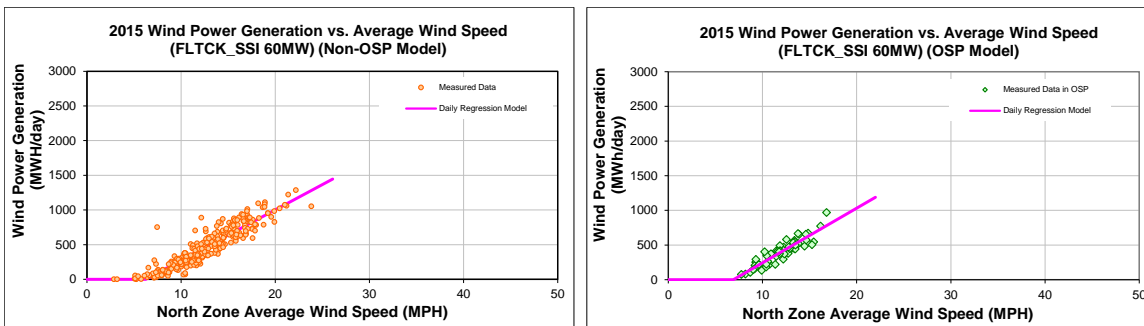 2015 Wind Power Generation vs. Average Wind Speed
(FLTCK_SSI 60MW) (Non-OSP Model)
Wind Power Generation
(MWH/day)
3000
2500
2000
1500
1000
500
0
Measured Data
Daily Regression Model
0 10 20 30 40 50
North Zone Average Wind Speed (MPH)
2015 Wind Power Generation vs. Average Wind Speed
(FLTCK_SSI 60MW) (OSP Model)
Wind Power Generation
(MWh/day)
3000
2500
2000
1500
1000
500
0
Measured Data in OSP
Daily Regression Model
0 10 20 30 40 50
North Zone Average Wind Speed (MPH)